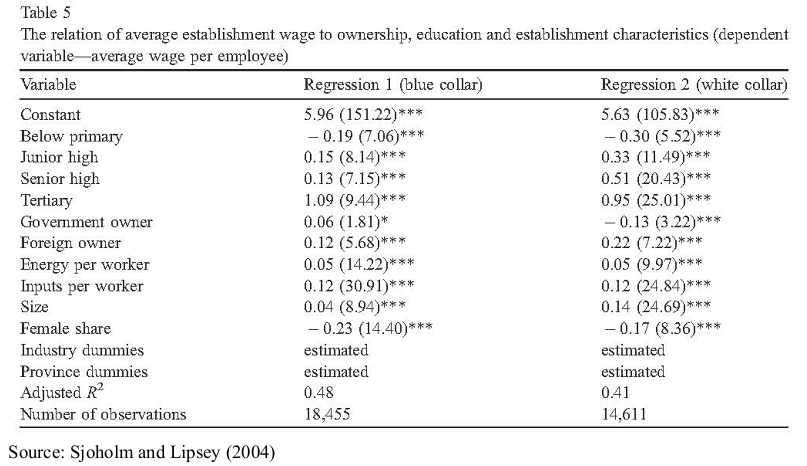 Table 5
The relation of average establishment wage to ownership, education and establishment characteristics (dependent
variable—average wage per employee)
Variable Regression 1 (blue collar) Regression 2 (white collar)
Constant 5.96 (151.22)*** 5.63 (105.83)***
Below primary − 0.19 (7.06)*** − 0.30 (5.52)***
Junior high 0.15 (8.14)*** 0.33 (11.49)***
Senior high 0.13 (7.15)*** 0.51 (20.43)***
Tertiary 1.09 (9.44)*** 0.95 (25.01)***
Government owner 0.06 (1.81)* − 0.13 (3.22)***
Foreign owner 0.12 (5.68)*** 0.22 (7.22)***
Energy per worker 0.05 (14.22)*** 0.05 (9.97)***
Inputs per worker 0.12 (30.91)*** 0.12 (24.84)***
Size 0.04 (8.94)*** 0.14 (24.69)***
Female share − 0.23 (14.40)*** − 0.17 (8.36)***
Industry dummies estimated estimated
Province dummies estimated estimated
Adjusted R² 0.48 0.41
Number of observations 18,455 14,611
Source: Sjoholm and Lipsey (2004)